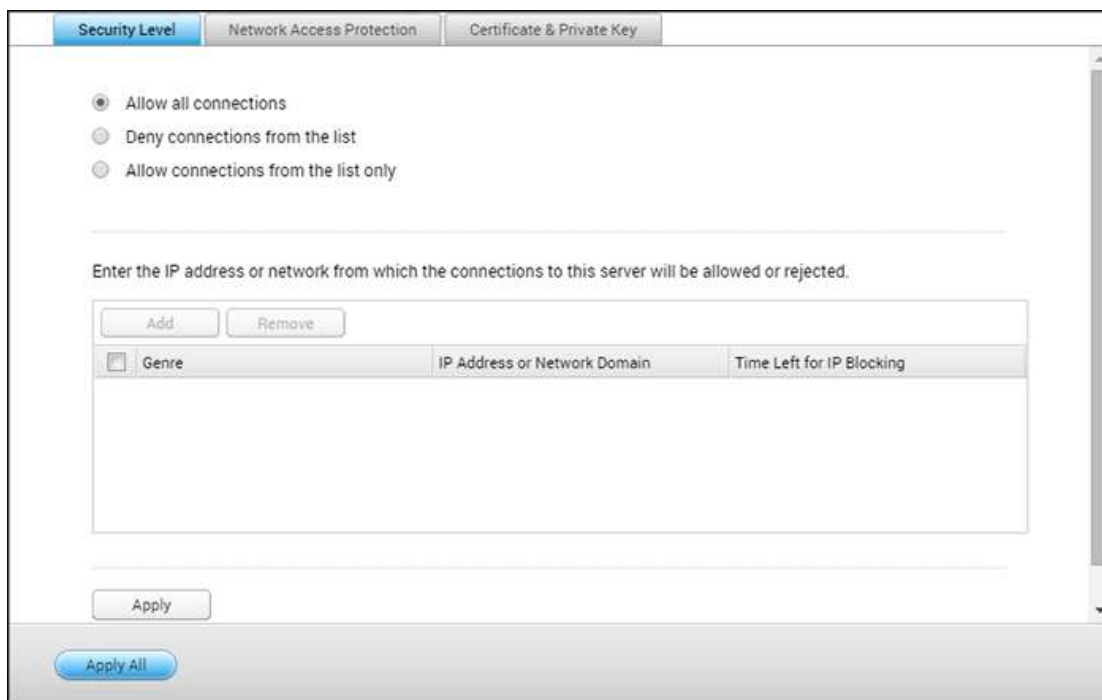 Security Level Network Access Protection Certificate & Private Key
Allow all connections
Deny connections from the list
Allow connections from the list only
Enter the IP address or network from which the connections to this server will be allowed or rejected.
Add Remove
Genre IP Address or Network Domain Time Left for IP Blocking
Apply
Apply All